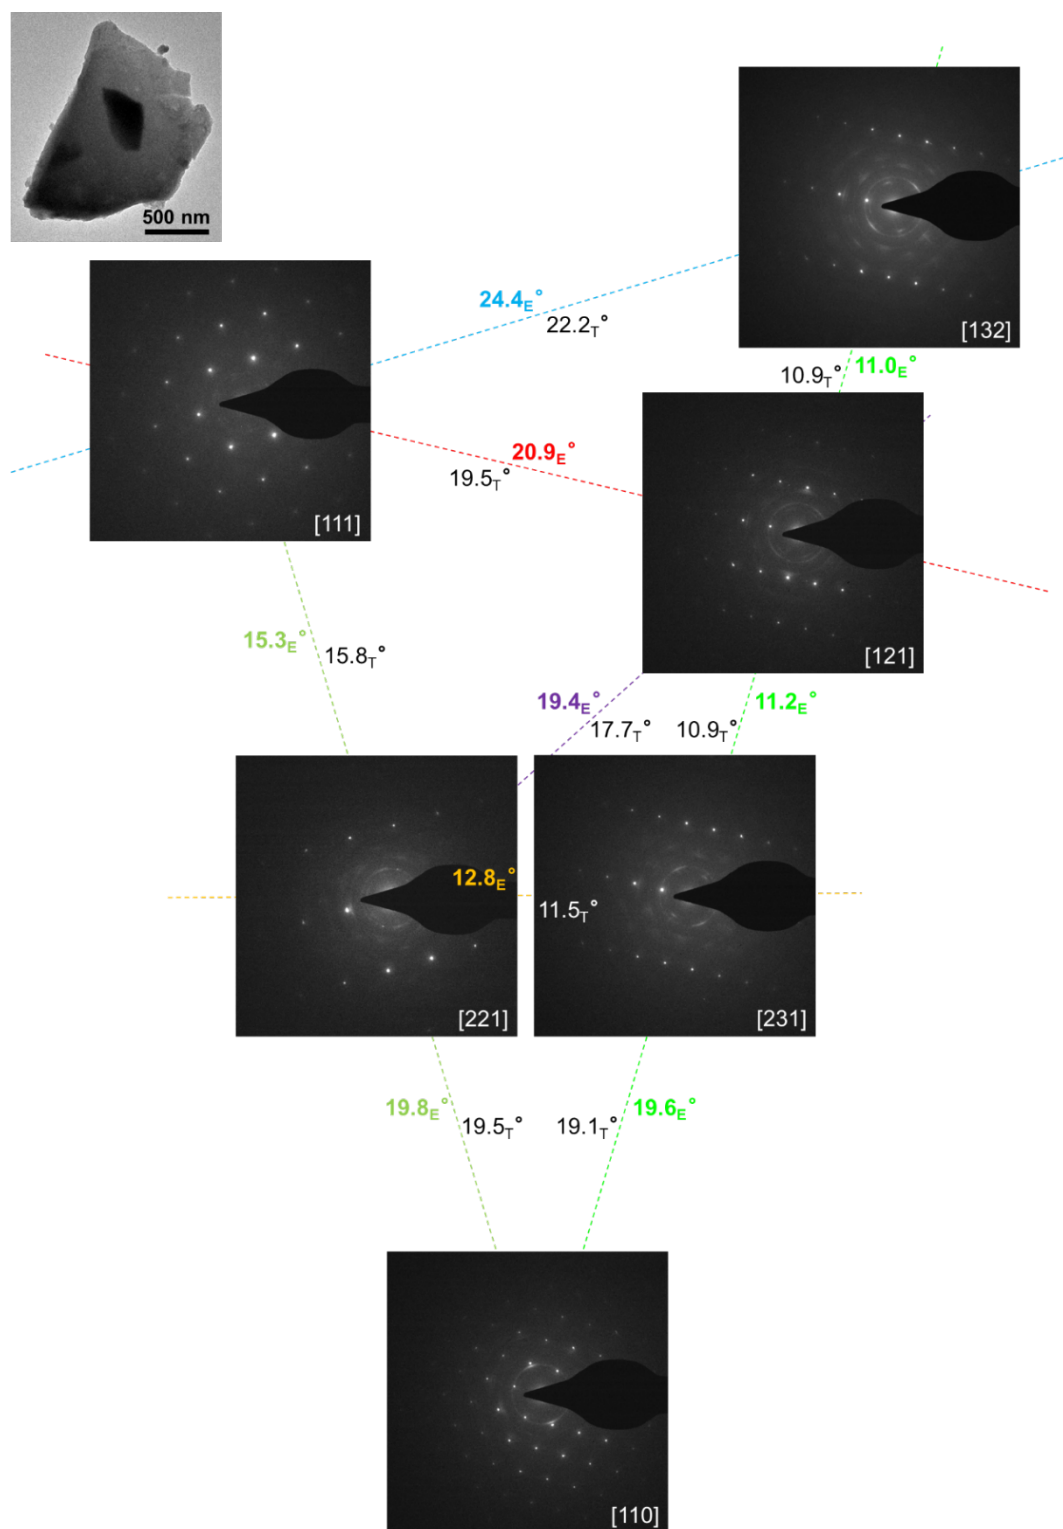 500 nm
[132]
24.4E°
22.2T°
11.0E°
10.9T°
20.9E°
19.5T°
[111]
15.3E°
15.8T°
[121]
19.4E°
17.7T°
10.9T°
11.2E°
12.8E°
11.5T°
[221]
[231]
19.8E°
19.5T°
19.1T°
19.6E°
[110]